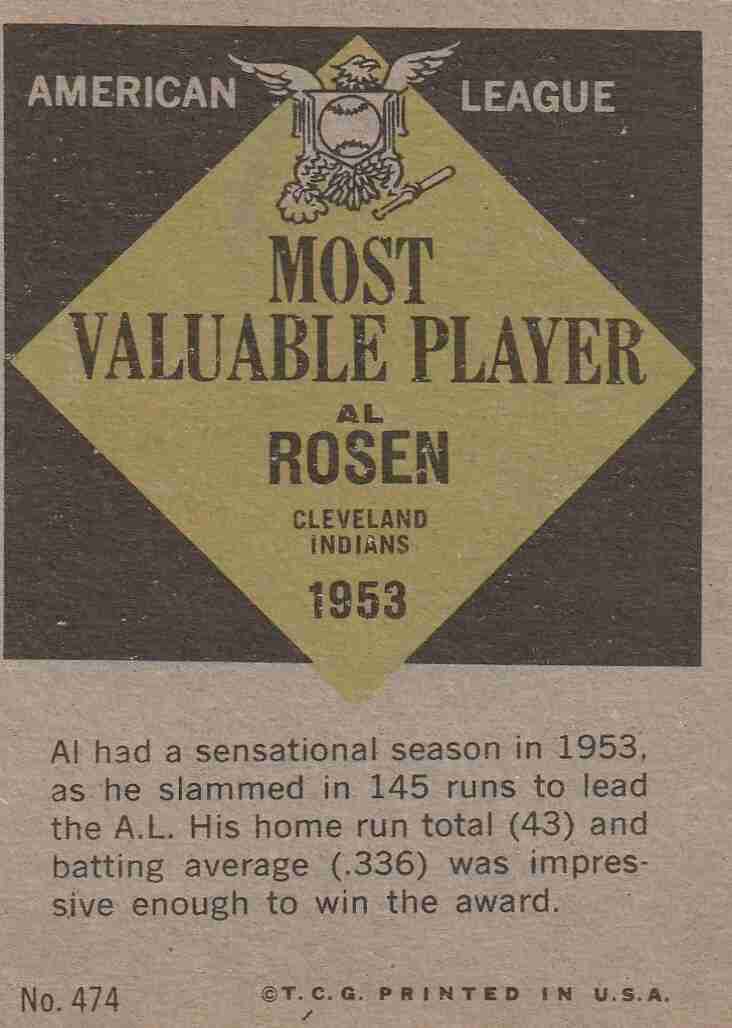 AMERICAN LEAGUE
MOST
VALUABLE PLAYER
AL
ROSEN
CLEVELAND
INDIANS
1953
Al had a sensational season in 1953,
as he slammed in 145 runs to lead
the A.L. His home run total (43) and
batting average (.336) was impres-
sive enough to win the award.
No. 474 ©T.C.G. PRINTED IN U.S.A.